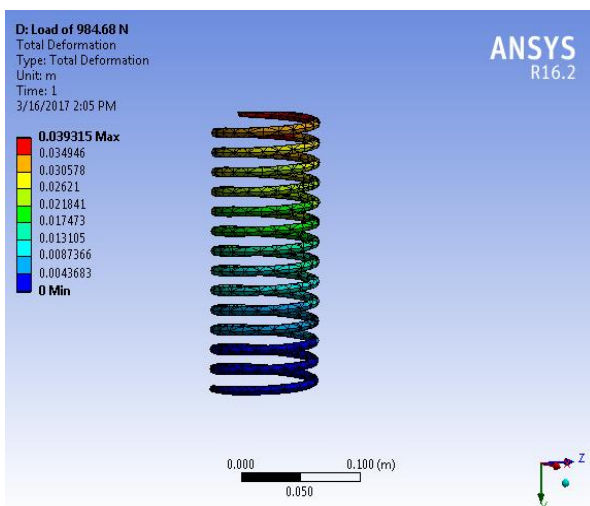 D: Load of 984.68 N
Total Deformation
Type: Total Deformation
Unit: m
Time: 1
3/16/2017 2:05 PM
ANSYS
R16.2
0.039315 Max
0.034946
0.030578
0.02621
0.021841
0.017473
0.013105
0.0087366
0.0043683
0 Min
0.000
0.100 (m)
0.050
Z